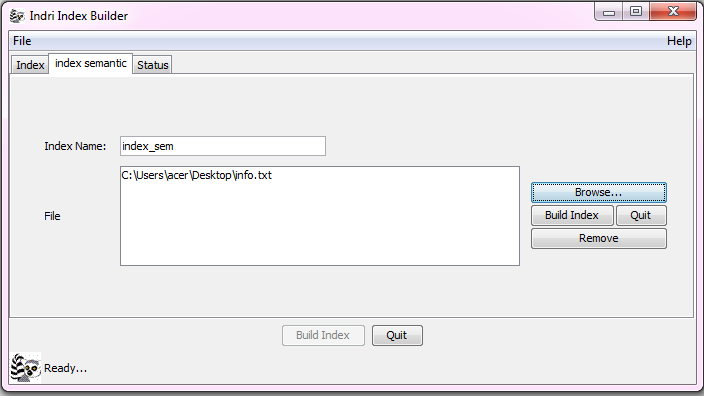 Indri Index Builder
File Help
Index index semantic Status
Index Name: index_sem
C:\Users\acer\Desktop\info.txt
File
Browse...
Build Index Quit
Remove
Build Index Quit
Ready...